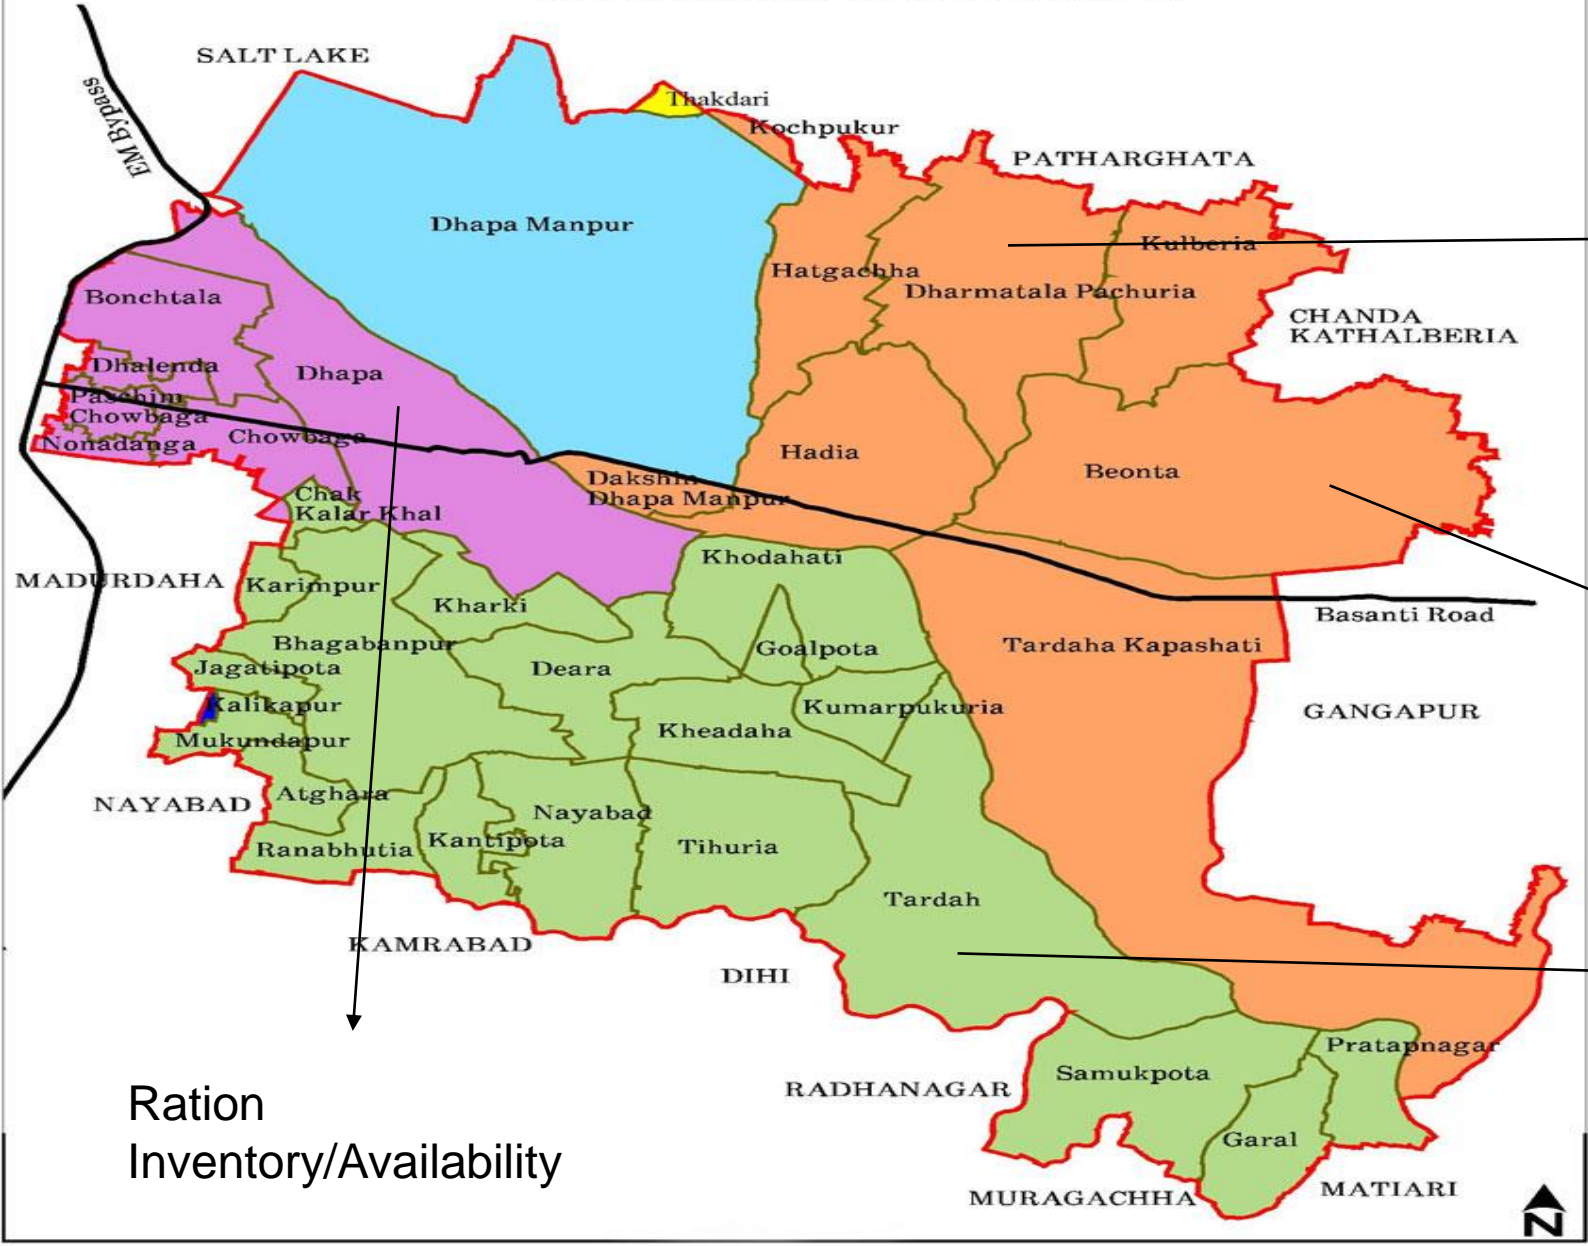 SALT LAKE
EM Bypass
Thakdari
Kochpukur
PATHARGHATA
Dhapa Manpur
Kulberia
Hatgachha
Dharmatala Pachuria
Bonchtala
CHANDA
KATHALBERIA
Dhalenda
Dhapa
Paschim
Chowbaga
Nonadanga
Chowbaga
Hadia
Beonta
Dakshin
Dhapa Manpur
Chak
Kalar Khal
Khodahati
MADURDAHA
Karimpur
Kharki
Basanti Road
Bhagabanpur
Goalpota
Tardaha Kapashati
Jagatipota
Deara
Kalikapur
Kumarpukuria
GANGAPUR
Kheadaha
Mukundapur
NAYABAD
Atghara
Nayabad
Ranabhutia
Kantipota
Tihuria
Tardah
KAMRABAD
DIHI
Pratapnagar
Samukpota
RADHANAGAR
Ration
Inventory/Availability
Garal
MURAGACHHA
MATIARI
N